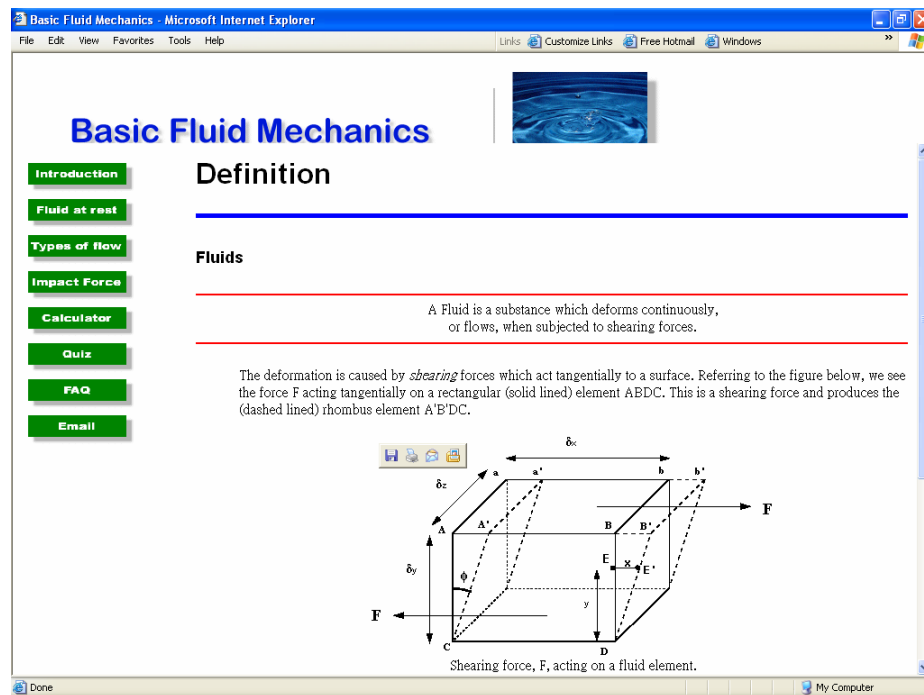 Basic Fluid Mechanics - Microsoft Internet Explorer
File Edit View Favorites Tools Help Links Customize Links Free Hotmail Windows »
Basic Fluid Mechanics
Introduction
Fluid at rest
Types of flow
Impact Force
Calculator
Quiz
FAQ
Email
Definition
Fluids
A Fluid is a substance which deforms continuously,
or flows, when subjected to shearing forces.
The deformation is caused by shearing forces which act tangentially to a surface. Referring to the figure below, we see
the force F acting tangentially on a rectangular (solid lined) element ABDC. This is a shearing force and produces the
(dashed lined) rhombus element A'B'DC.
δx
a a' b b'
δz
F
A A' B B'
E x E'
δy φ
y
F
C D
Shearing force, F, acting on a fluid element.
Done My Computer